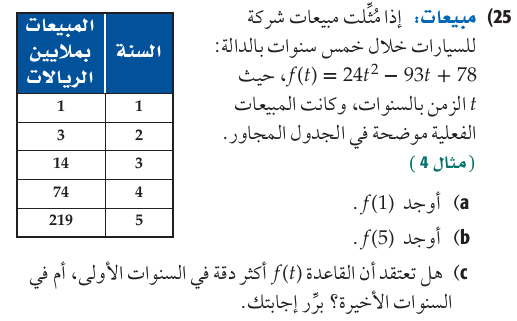 25) مبيعات: إذا مُثِّلت مبيعات شركة
للسيارات خلال خمس سنوات بالدالة:
f(t) = 24t² − 93t + 78، حيث
t الزمن بالسنوات، وكانت المبيعات
الفعلية موضحة في الجدول المجاور.
(مثال 4)
السنة المبيعات بملايين الريالات
1 1
2 3
3 14
4 74
5 219
a) أوجد f(1).
b) أوجد f(5).
c) هل تعتقد أن القاعدة f(t) أكثر دقة في السنوات الأولى، أم في
السنوات الأخيرة؟ برِّر إجابتك.